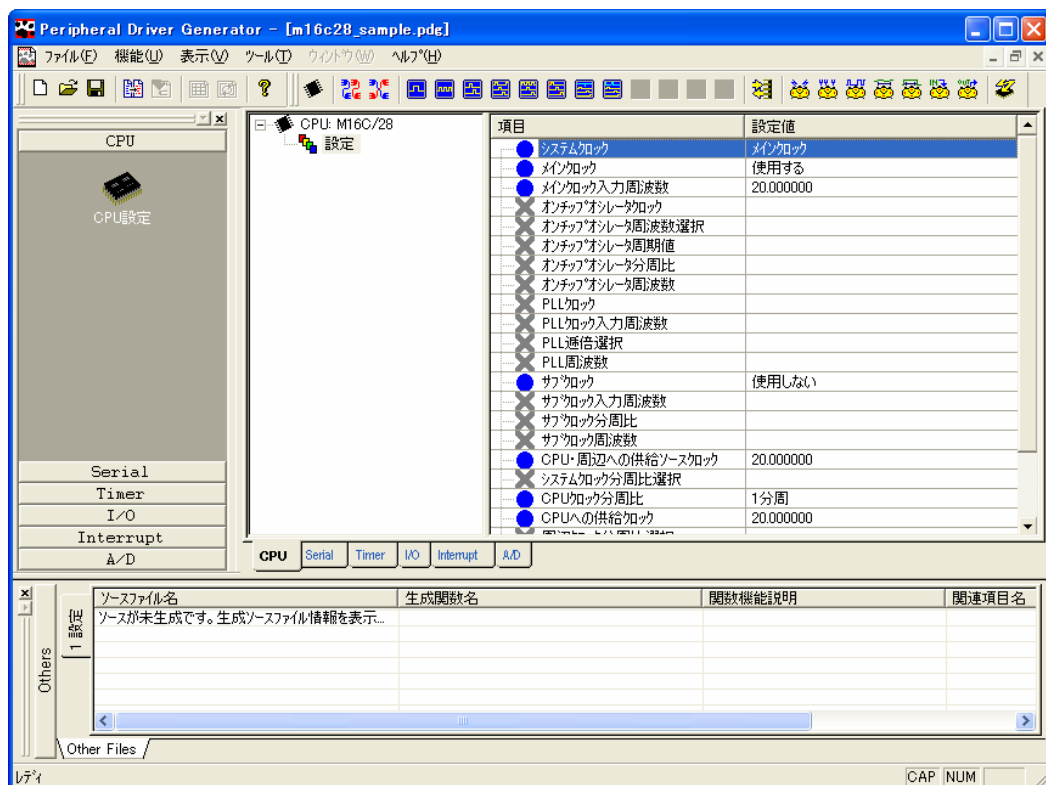 Peripheral Driver Generator - [m16c28_sample.pdg]
ファイル(F) 機能(U) 表示(V) ツール(T) ウィンドウ(W) ヘルプ(H)
CPU
CPU設定
Serial
Timer
I/O
Interrupt
A/D
CPU: M16C/28
設定
項目 設定値
システムクロック メインクロック
メインクロック 使用する
メインクロック入力周波数 20.000000
オンチップオシレータクロック
オンチップオシレータ周波数選択
オンチップオシレータ周期値
オンチップオシレータ分周比
オンチップオシレータ周波数
PLLクロック
PLLクロック入力周波数
PLL逓倍選択
PLL周波数
サブクロック 使用しない
サブクロック入力周波数
サブクロック分周比
サブクロック周波数
CPU・周辺への供給ソースクロック 20.000000
システムクロック分周比選択
CPUクロック分周比 1分周
CPUへの供給クロック 20.000000
CPU Serial Timer I/O Interrupt A/D
Others
1 設定
ソースファイル名 生成関数名 関数機能説明 関連項目名
ソースが未生成です。生成ソースファイル情報を表示...
Other Files
レディ CAP NUM